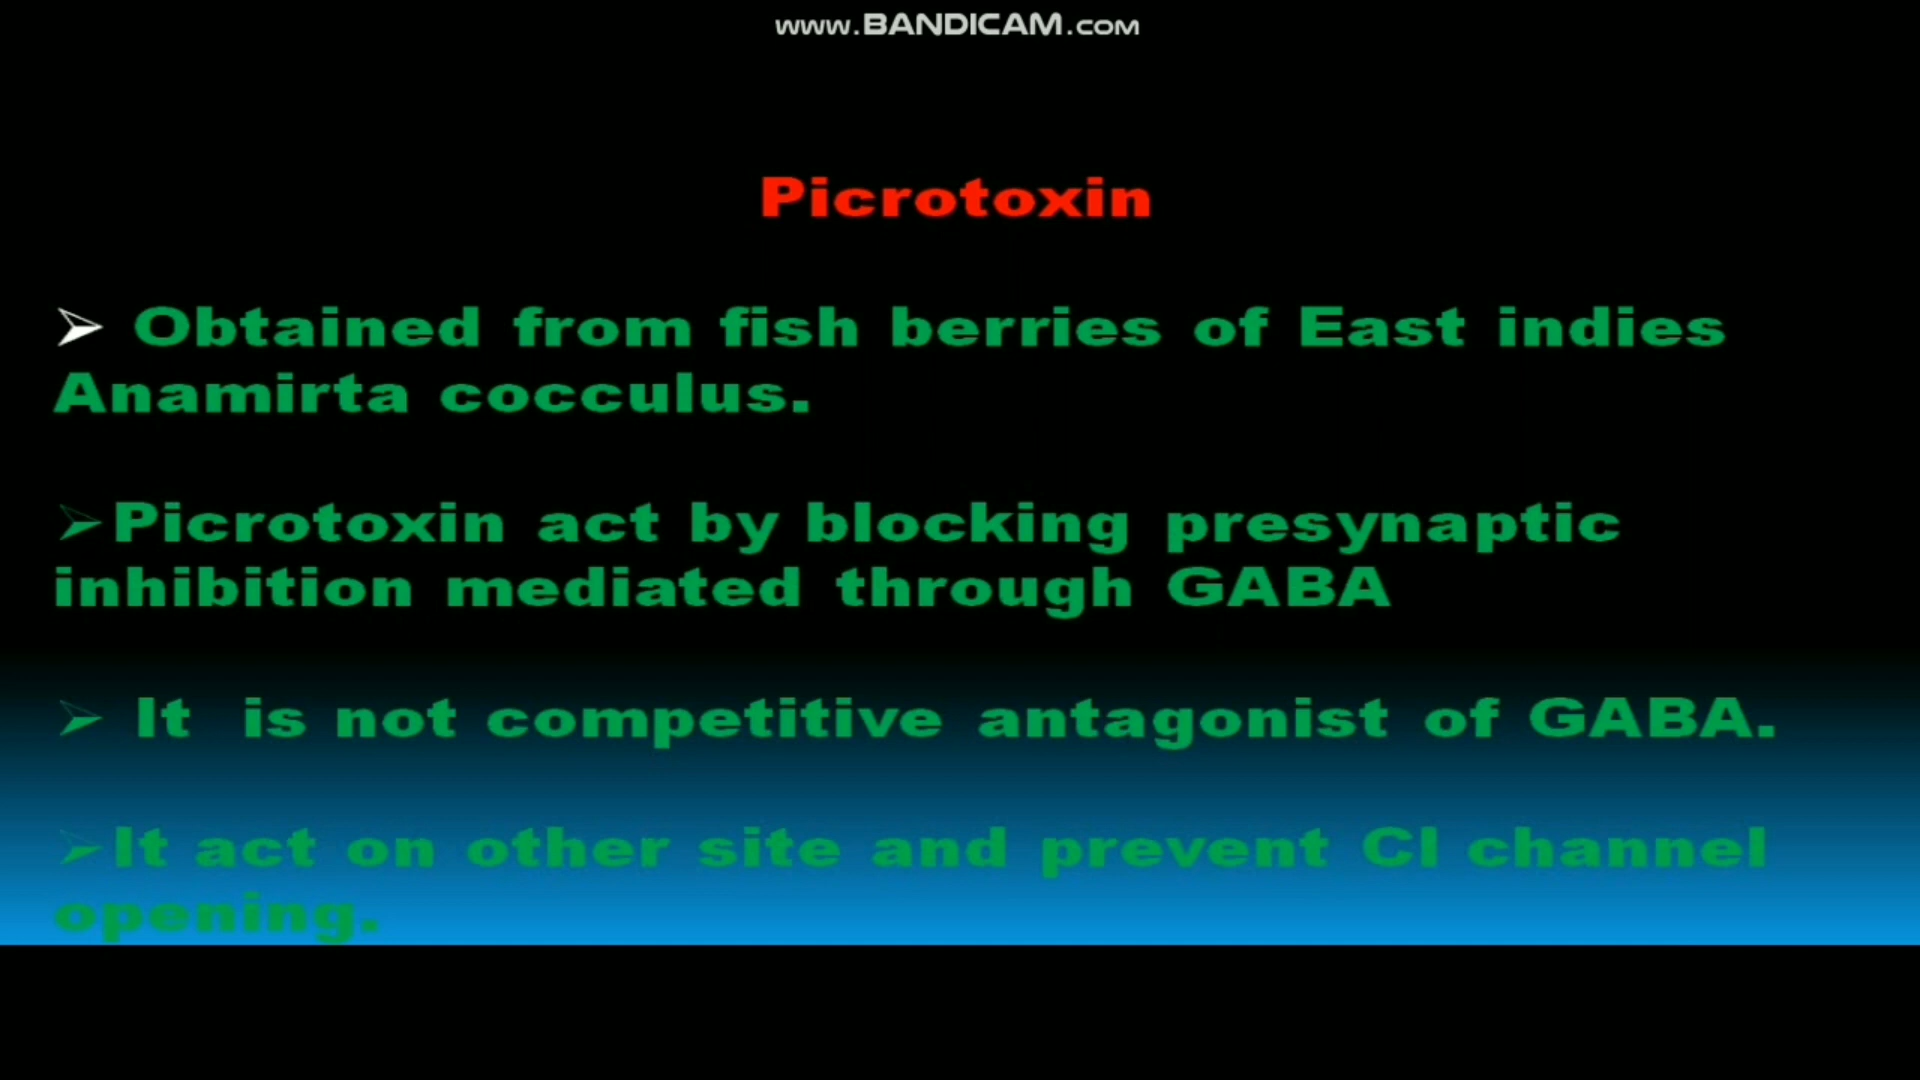 www.BANDICAM.COM
Picrotoxin
➢ Obtained from fish berries of East indies
Anamirta cocculus.
➢Picrotoxin act by blocking presynaptic
inhibition mediated through GABA
➢ It is not competitive antagonist of GABA.
➢It act on other site and prevent Cl channel
opening.